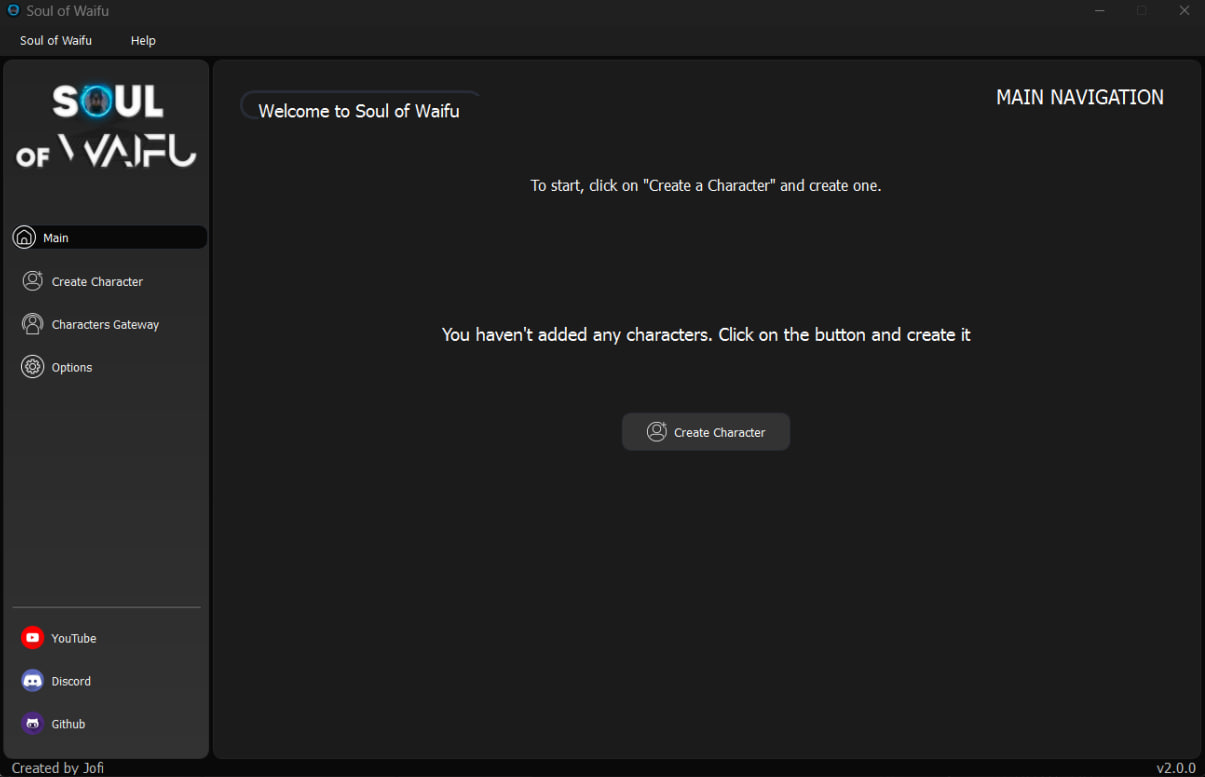 Soul of Waifu
Soul of Waifu Help
SOUL
OF WAIFU
Main
Create Character
Characters Gateway
Options
YouTube
Discord
Github
Welcome to Soul of Waifu
MAIN NAVIGATION
To start, click on "Create a Character" and create one.
You haven't added any characters. Click on the button and create it
Create Character
Created by Jofi
v2.0.0